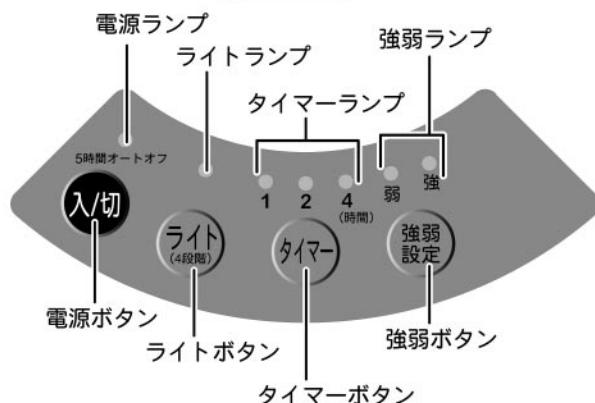 電源ランプ
ライトランプ
タイマーランプ
強弱ランプ
5時間オートオフ
入/切
ライト
(4段階)
1 2 4
(時間)
タイマー
弱 強
強弱
設定
電源ボタン
ライトボタン
タイマーボタン
強弱ボタン